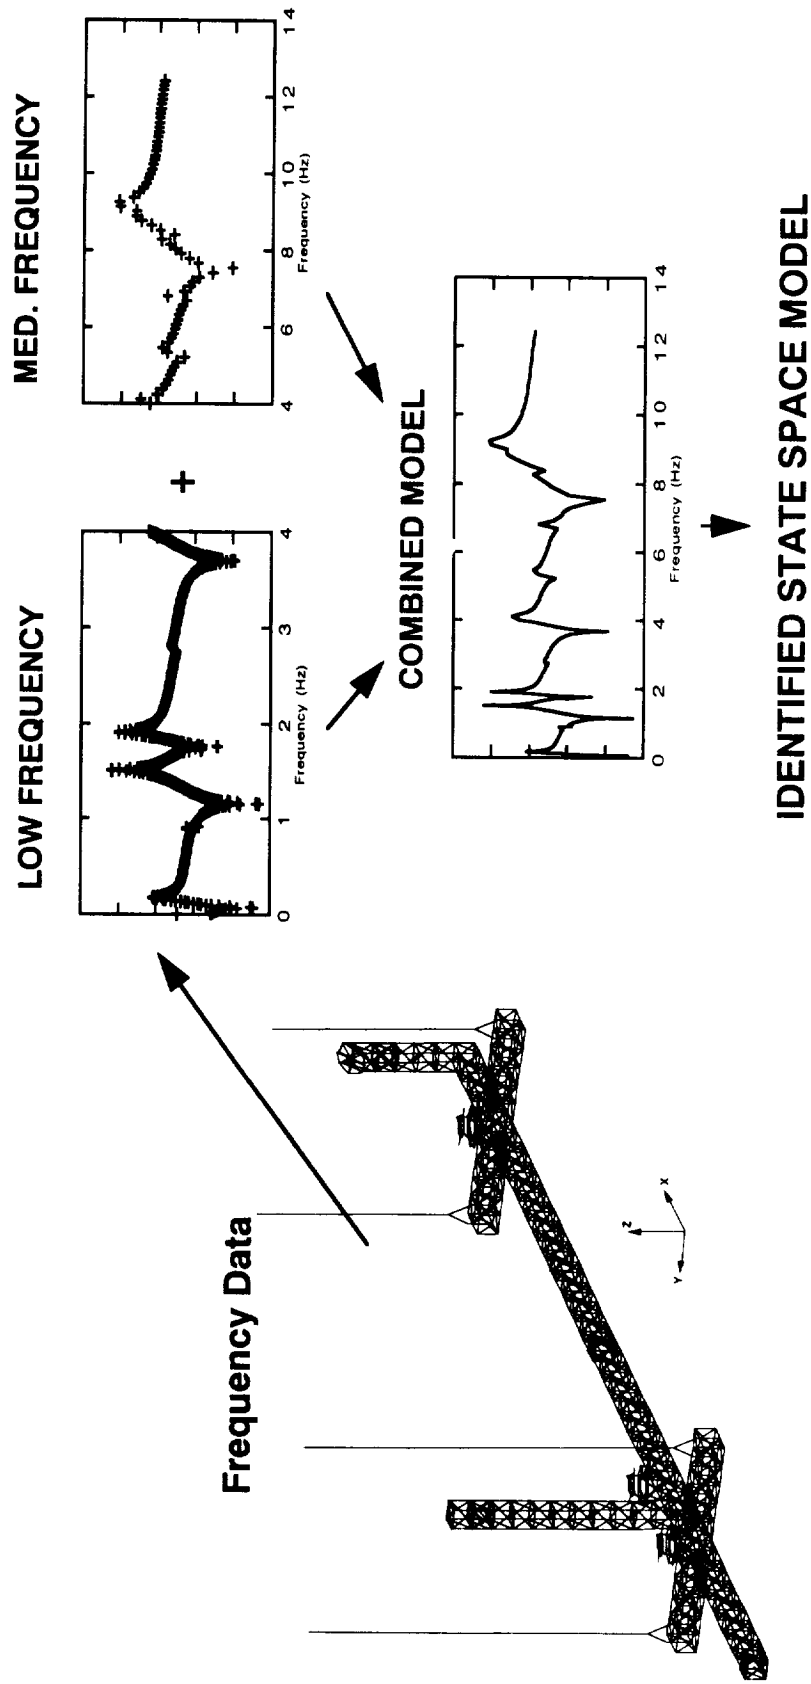 Frequency Data
LOW FREQUENCY
0 1 2 3 4
Frequency (Hz)
+
MED. FREQUENCY
4 6 8 10 12 14
Frequency (Hz)
COMBINED MODEL
0 2 4 6 8 10 12 14
Frequency (Hz)
IDENTIFIED STATE SPACE MODEL
Z
Y
X